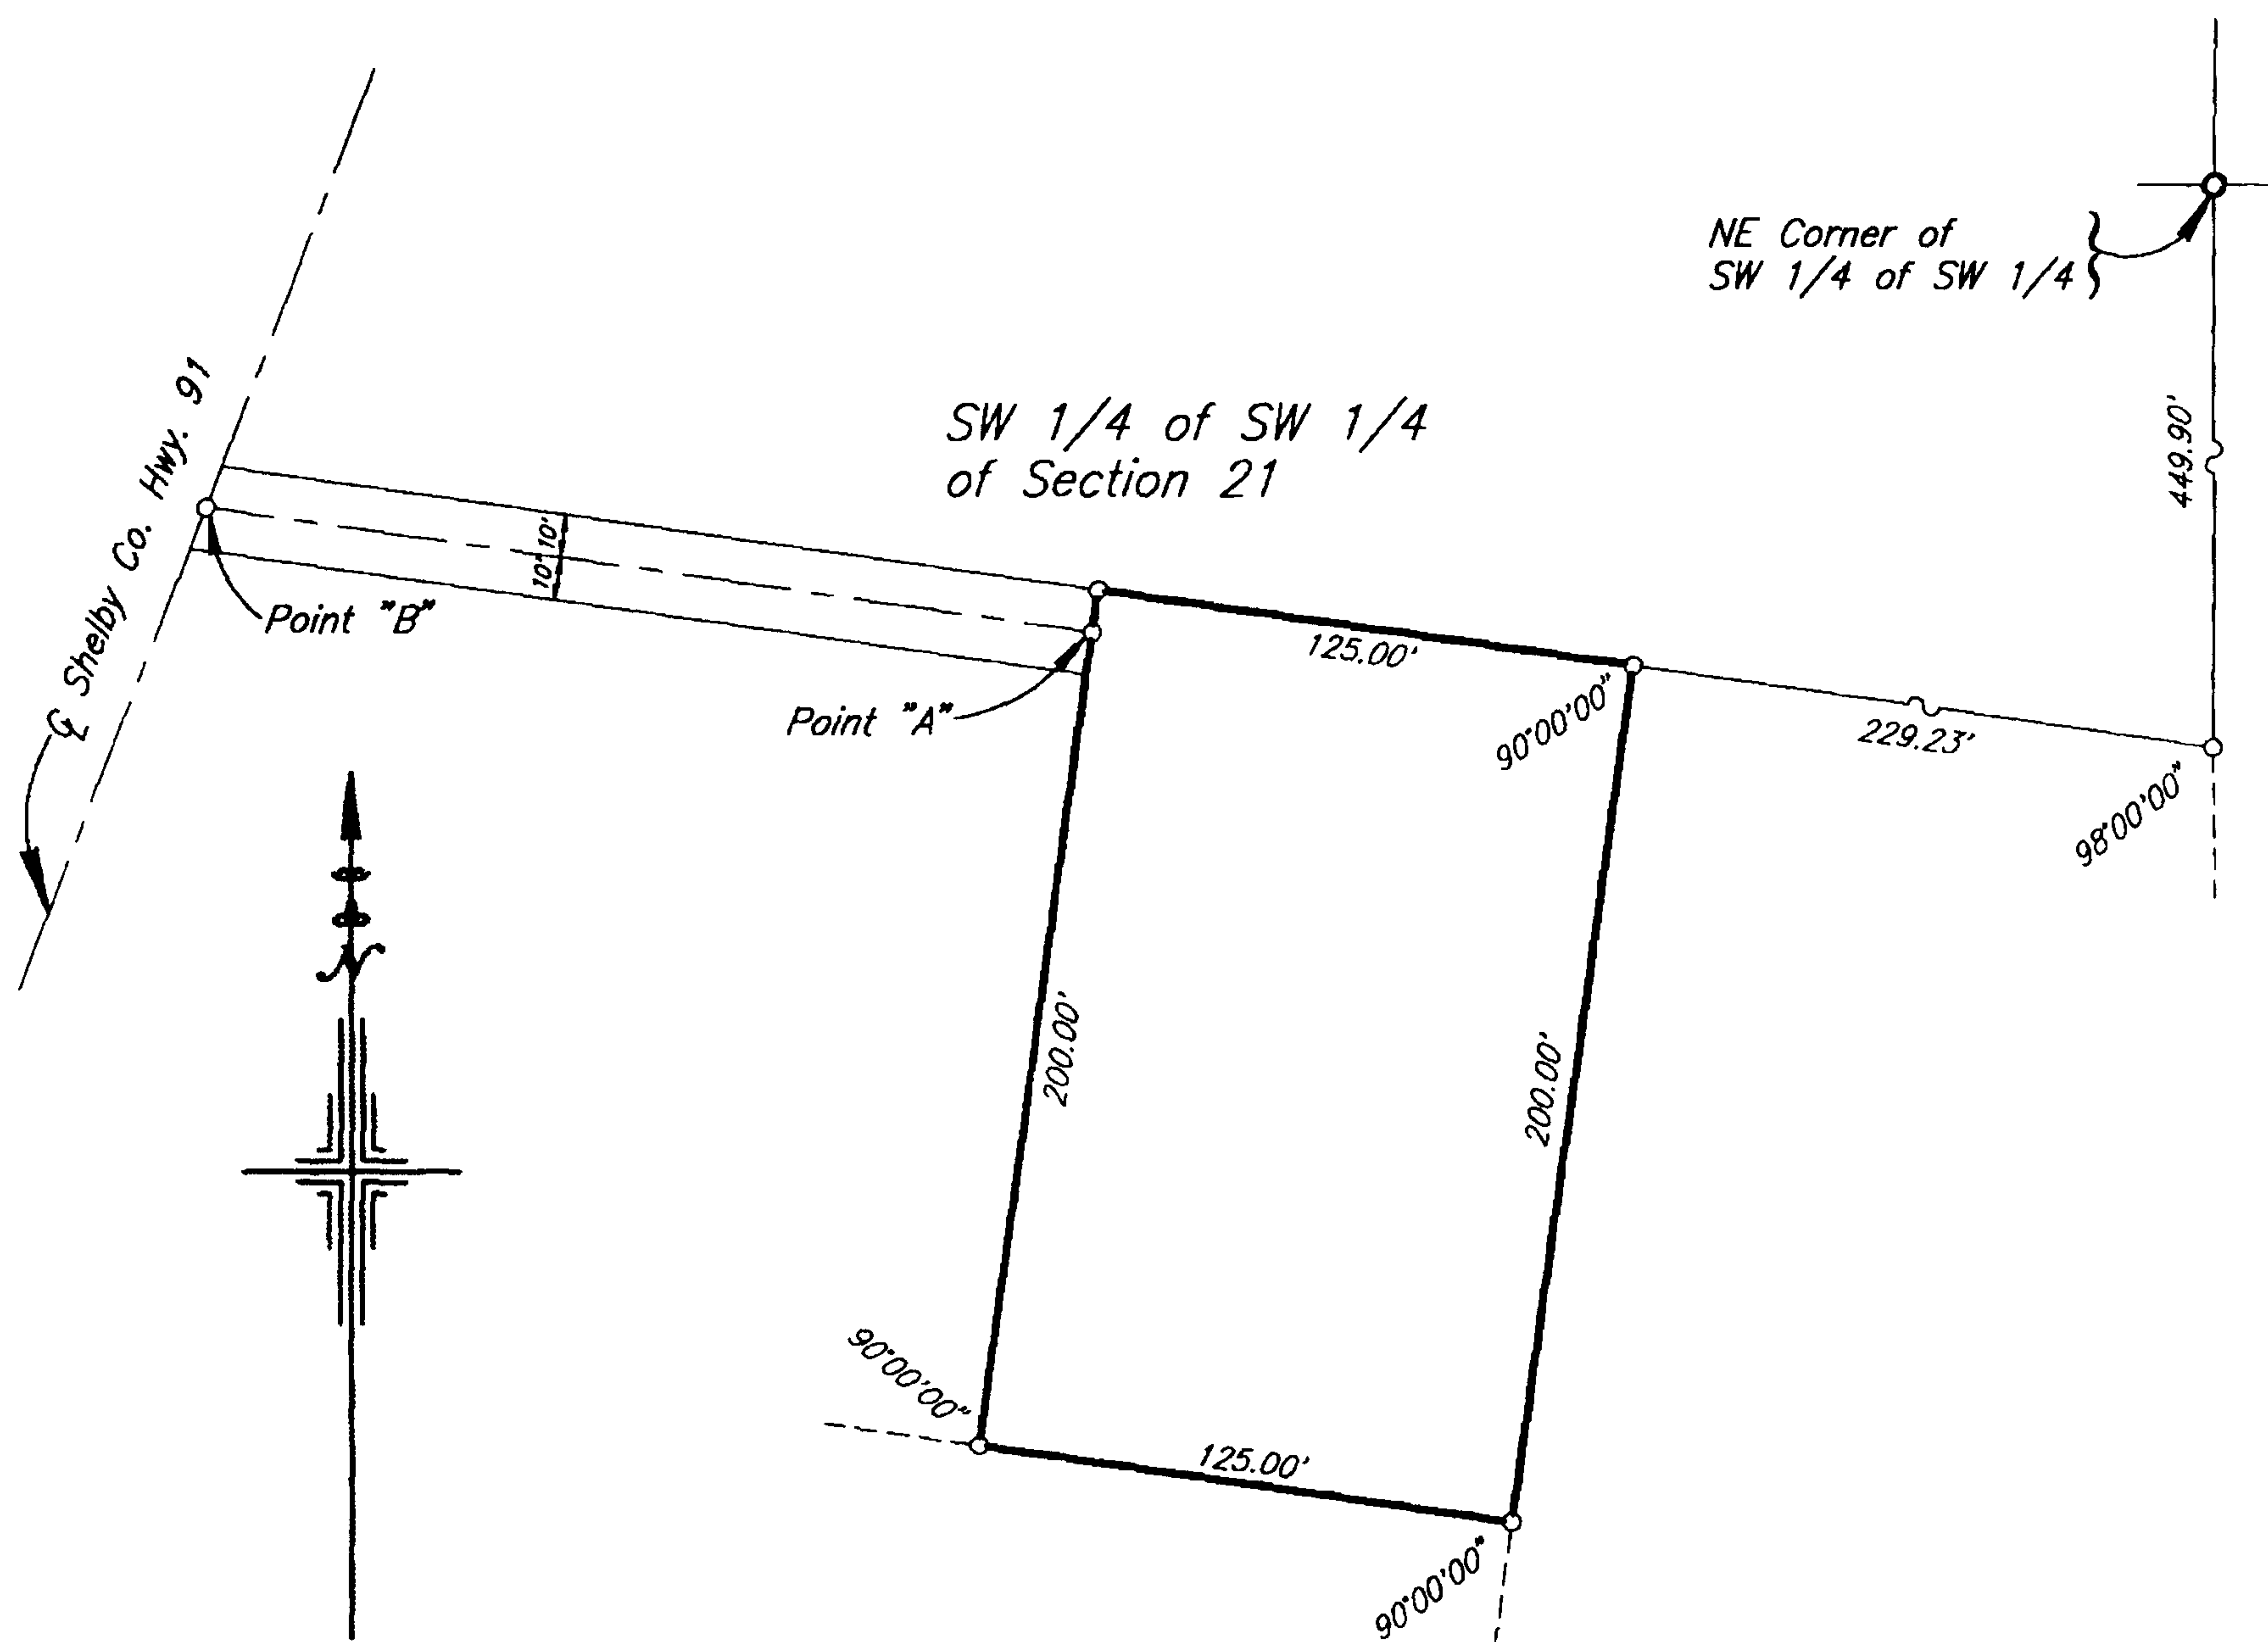 NE Corner of
SW 1/4 of SW 1/4
449.90'
SW 1/4 of SW 1/4
of Section 21
℄ Shelby Co. Hwy. 91
10'
10'
Point "B"
Point "A"
125.00'
90°00'00"
229.23'
98°00'00"
200.00'
200.00'
90°00'00"
125.00'
90°00'00"
N